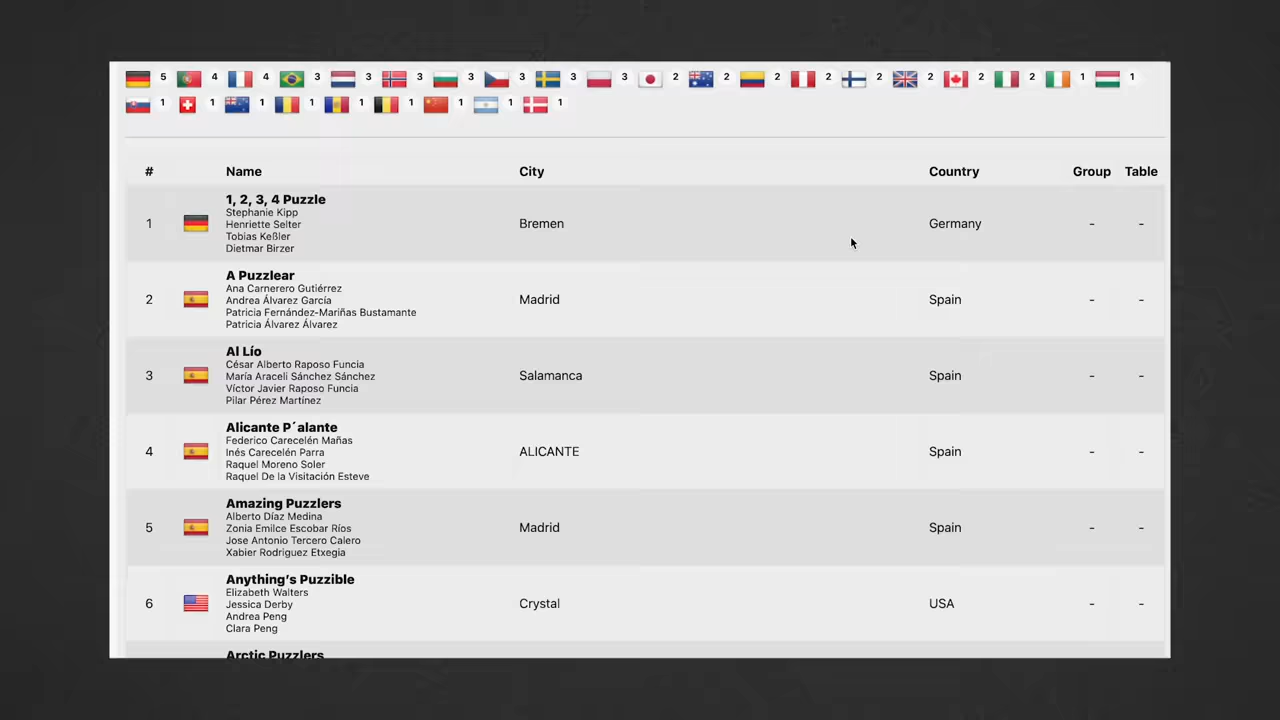 5 4 4 3 3 3 3 3 3 3 2 2 2 2 2 2 2 2 1 1
1 1 1 1 1 1 1 1 1
# Name City Country Group Table
1, 2, 3, 4 Puzzle
Stephanie Kipp
Henriette Selter
Tobias Keßler
Dietmar Birzer
1 Bremen Germany - -
A Puzzlear
Ana Carnerero Gutiérrez
Andrea Álvarez García
Patricia Fernández-Mariñas Bustamante
Patricia Álvarez Álvarez
2 Madrid Spain - -
Al Lío
César Alberto Raposo Funcia
María Araceli Sánchez Sánchez
Víctor Javier Raposo Funcia
Pilar Pérez Martínez
3 Salamanca Spain - -
Alicante P´alante
Federico Carecelén Mañas
Inés Carecelén Parra
Raquel Moreno Soler
Raquel De la Visitación Esteve
4 ALICANTE Spain - -
Amazing Puzzlers
Alberto Díaz Medina
Zonia Emilce Escobar Ríos
Jose Antonio Tercero Calero
Xabier Rodriguez Etxegia
5 Madrid Spain - -
Anything's Puzzible
Elizabeth Walters
Jessica Derby
Andrea Peng
Clara Peng
6 Crystal USA - -
Arctic Puzzlers